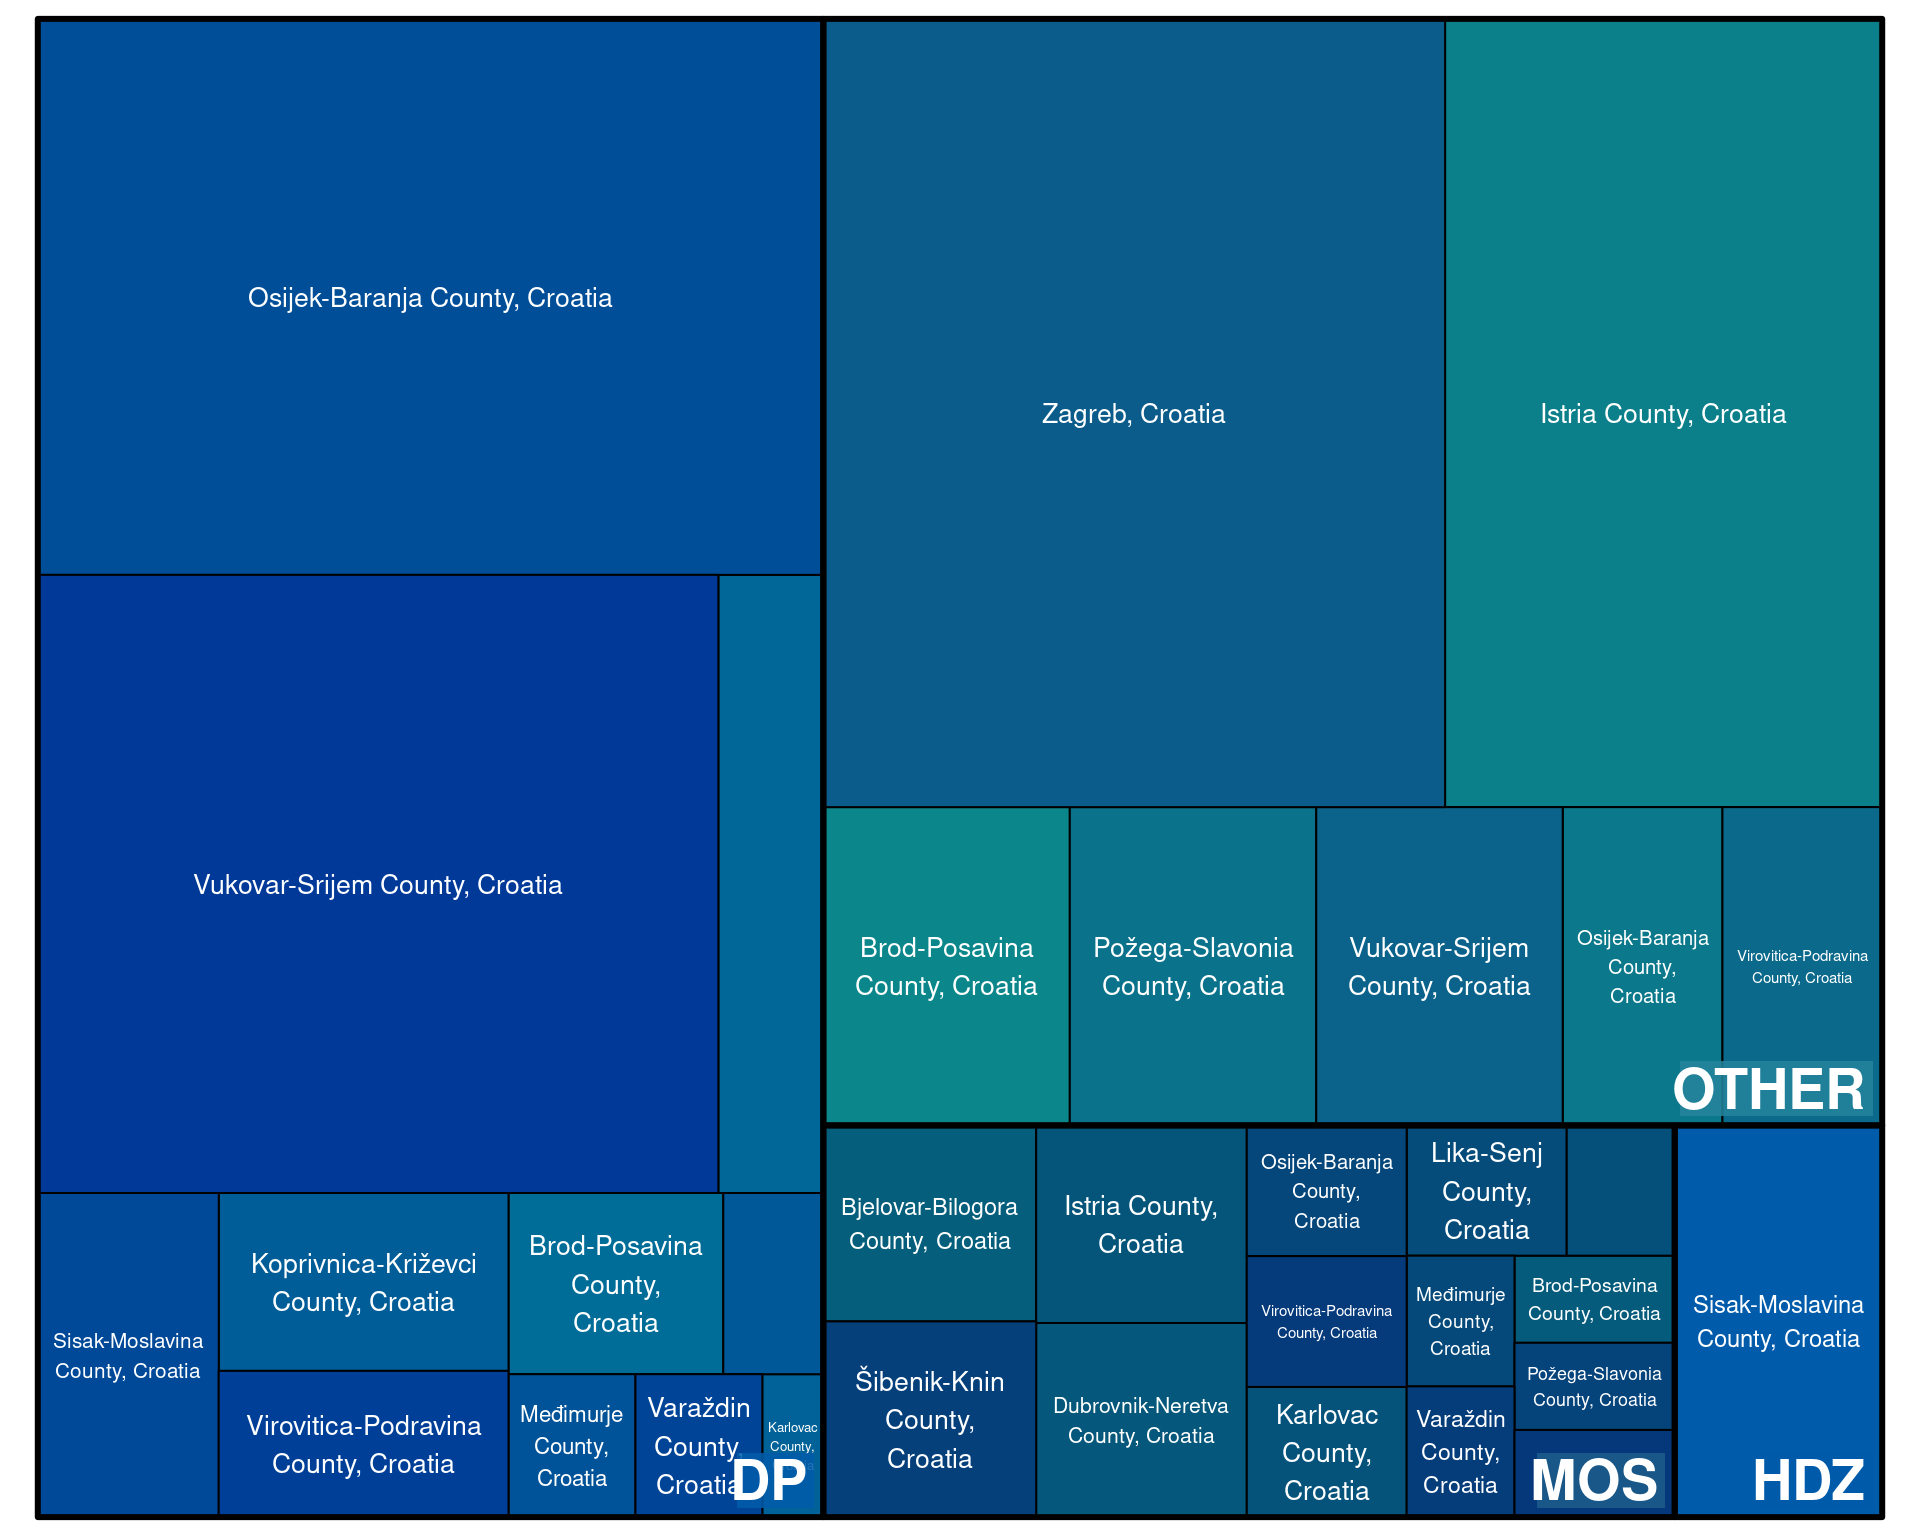 Osijek-Baranja County, Croatia
Vukovar-Srijem County, Croatia
Sisak-Moslavina
County, Croatia
Koprivnica-Križevci
County, Croatia
Virovitica-Podravina
County, Croatia
Brod-Posavina
County,
Croatia
Međimurje
County,
Croatia
Varaždin
County,
Croatia
Karlovac
County,
DP
Zagreb, Croatia
Istria County, Croatia
Brod-Posavina
County, Croatia
Požega-Slavonia
County, Croatia
Vukovar-Srijem
County, Croatia
Osijek-Baranja
County,
Croatia
Virovitica-Podravina
County, Croatia
OTHER
Bjelovar-Bilogora
County, Croatia
Šibenik-Knin
County,
Croatia
Istria County,
Croatia
Dubrovnik-Neretva
County, Croatia
Osijek-Baranja
County,
Croatia
Virovitica-Podravina
County, Croatia
Karlovac
County,
Croatia
Lika-Senj
County,
Croatia
Međimurje
County,
Croatia
Varaždin
County,
Croatia
Brod-Posavina
County, Croatia
Požega-Slavonia
County, Croatia
MOS
Sisak-Moslavina
County, Croatia
HDZ